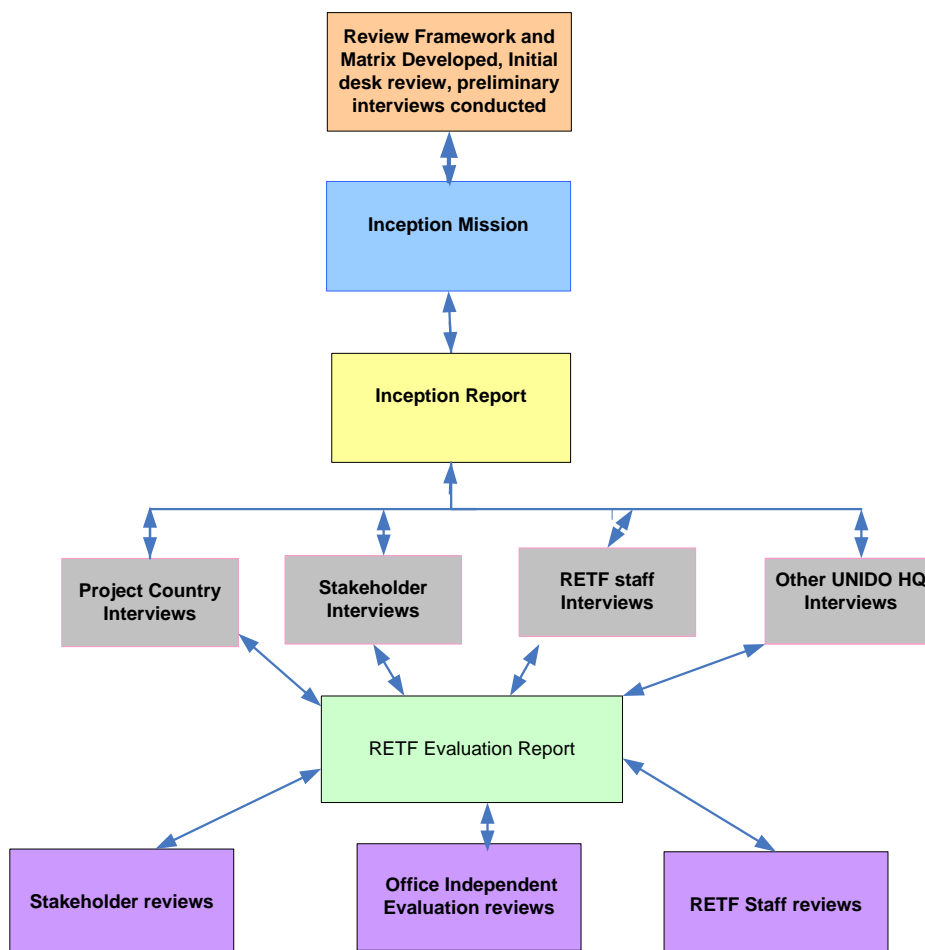 Review Framework and
Matrix Developed, Initial
desk review, preliminary
interviews conducted
Inception Mission
Inception Report
Project Country
Interviews
Stakeholder
Interviews
RETF staff
Interviews
Other UNIDO HQ
Interviews
RETF Evaluation Report
Stakeholder reviews
Office Independent
Evaluation reviews
RETF Staff reviews